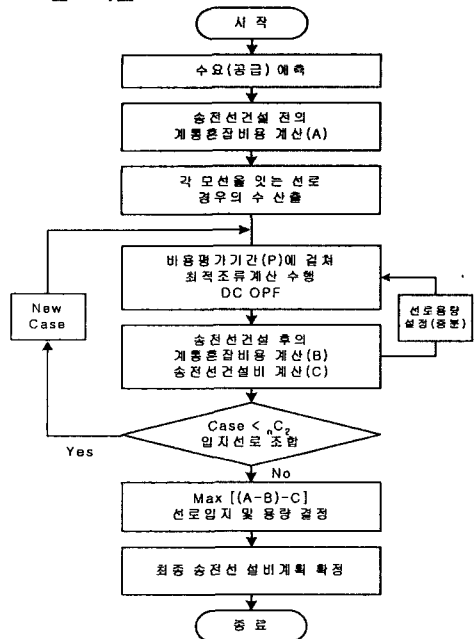 시 작
수요(공급) 예측
송전선건설 전의
계통혼잡비용 계산(A)
각 모선을 잇는 선로
경우의 수 산출
비용평가기간(P)에 걸쳐
최적조류계산 수행
DC OPF
New
Case
선로용량
설정(증분)
송전선건설 후의
계통혼잡비용 계산(B)
송전선건설비 계산(C)
Case < nC2
입지선로 조합
Yes
No
Max [(A-B)-C]
선로입지 및 용량 결정
최종 송전선 설비계획 확정
종 료